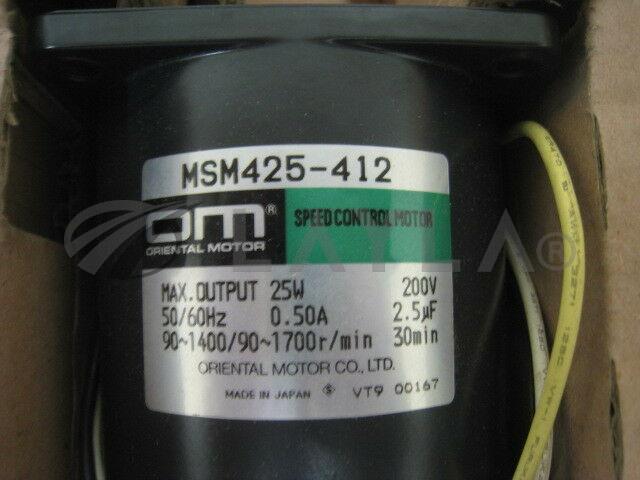 MSM425-412
OM®
ORIENTAL MOTOR
SPEED CONTROL MOTOR
LAYLA®
MAX. OUTPUT 25W 200V
50/60Hz 0.50A 2.5µF
90~1400/90~1700r/min 30min
ORIENTAL MOTOR CO., LTD.
MADE IN JAPAN Ⓢ VT9 00167